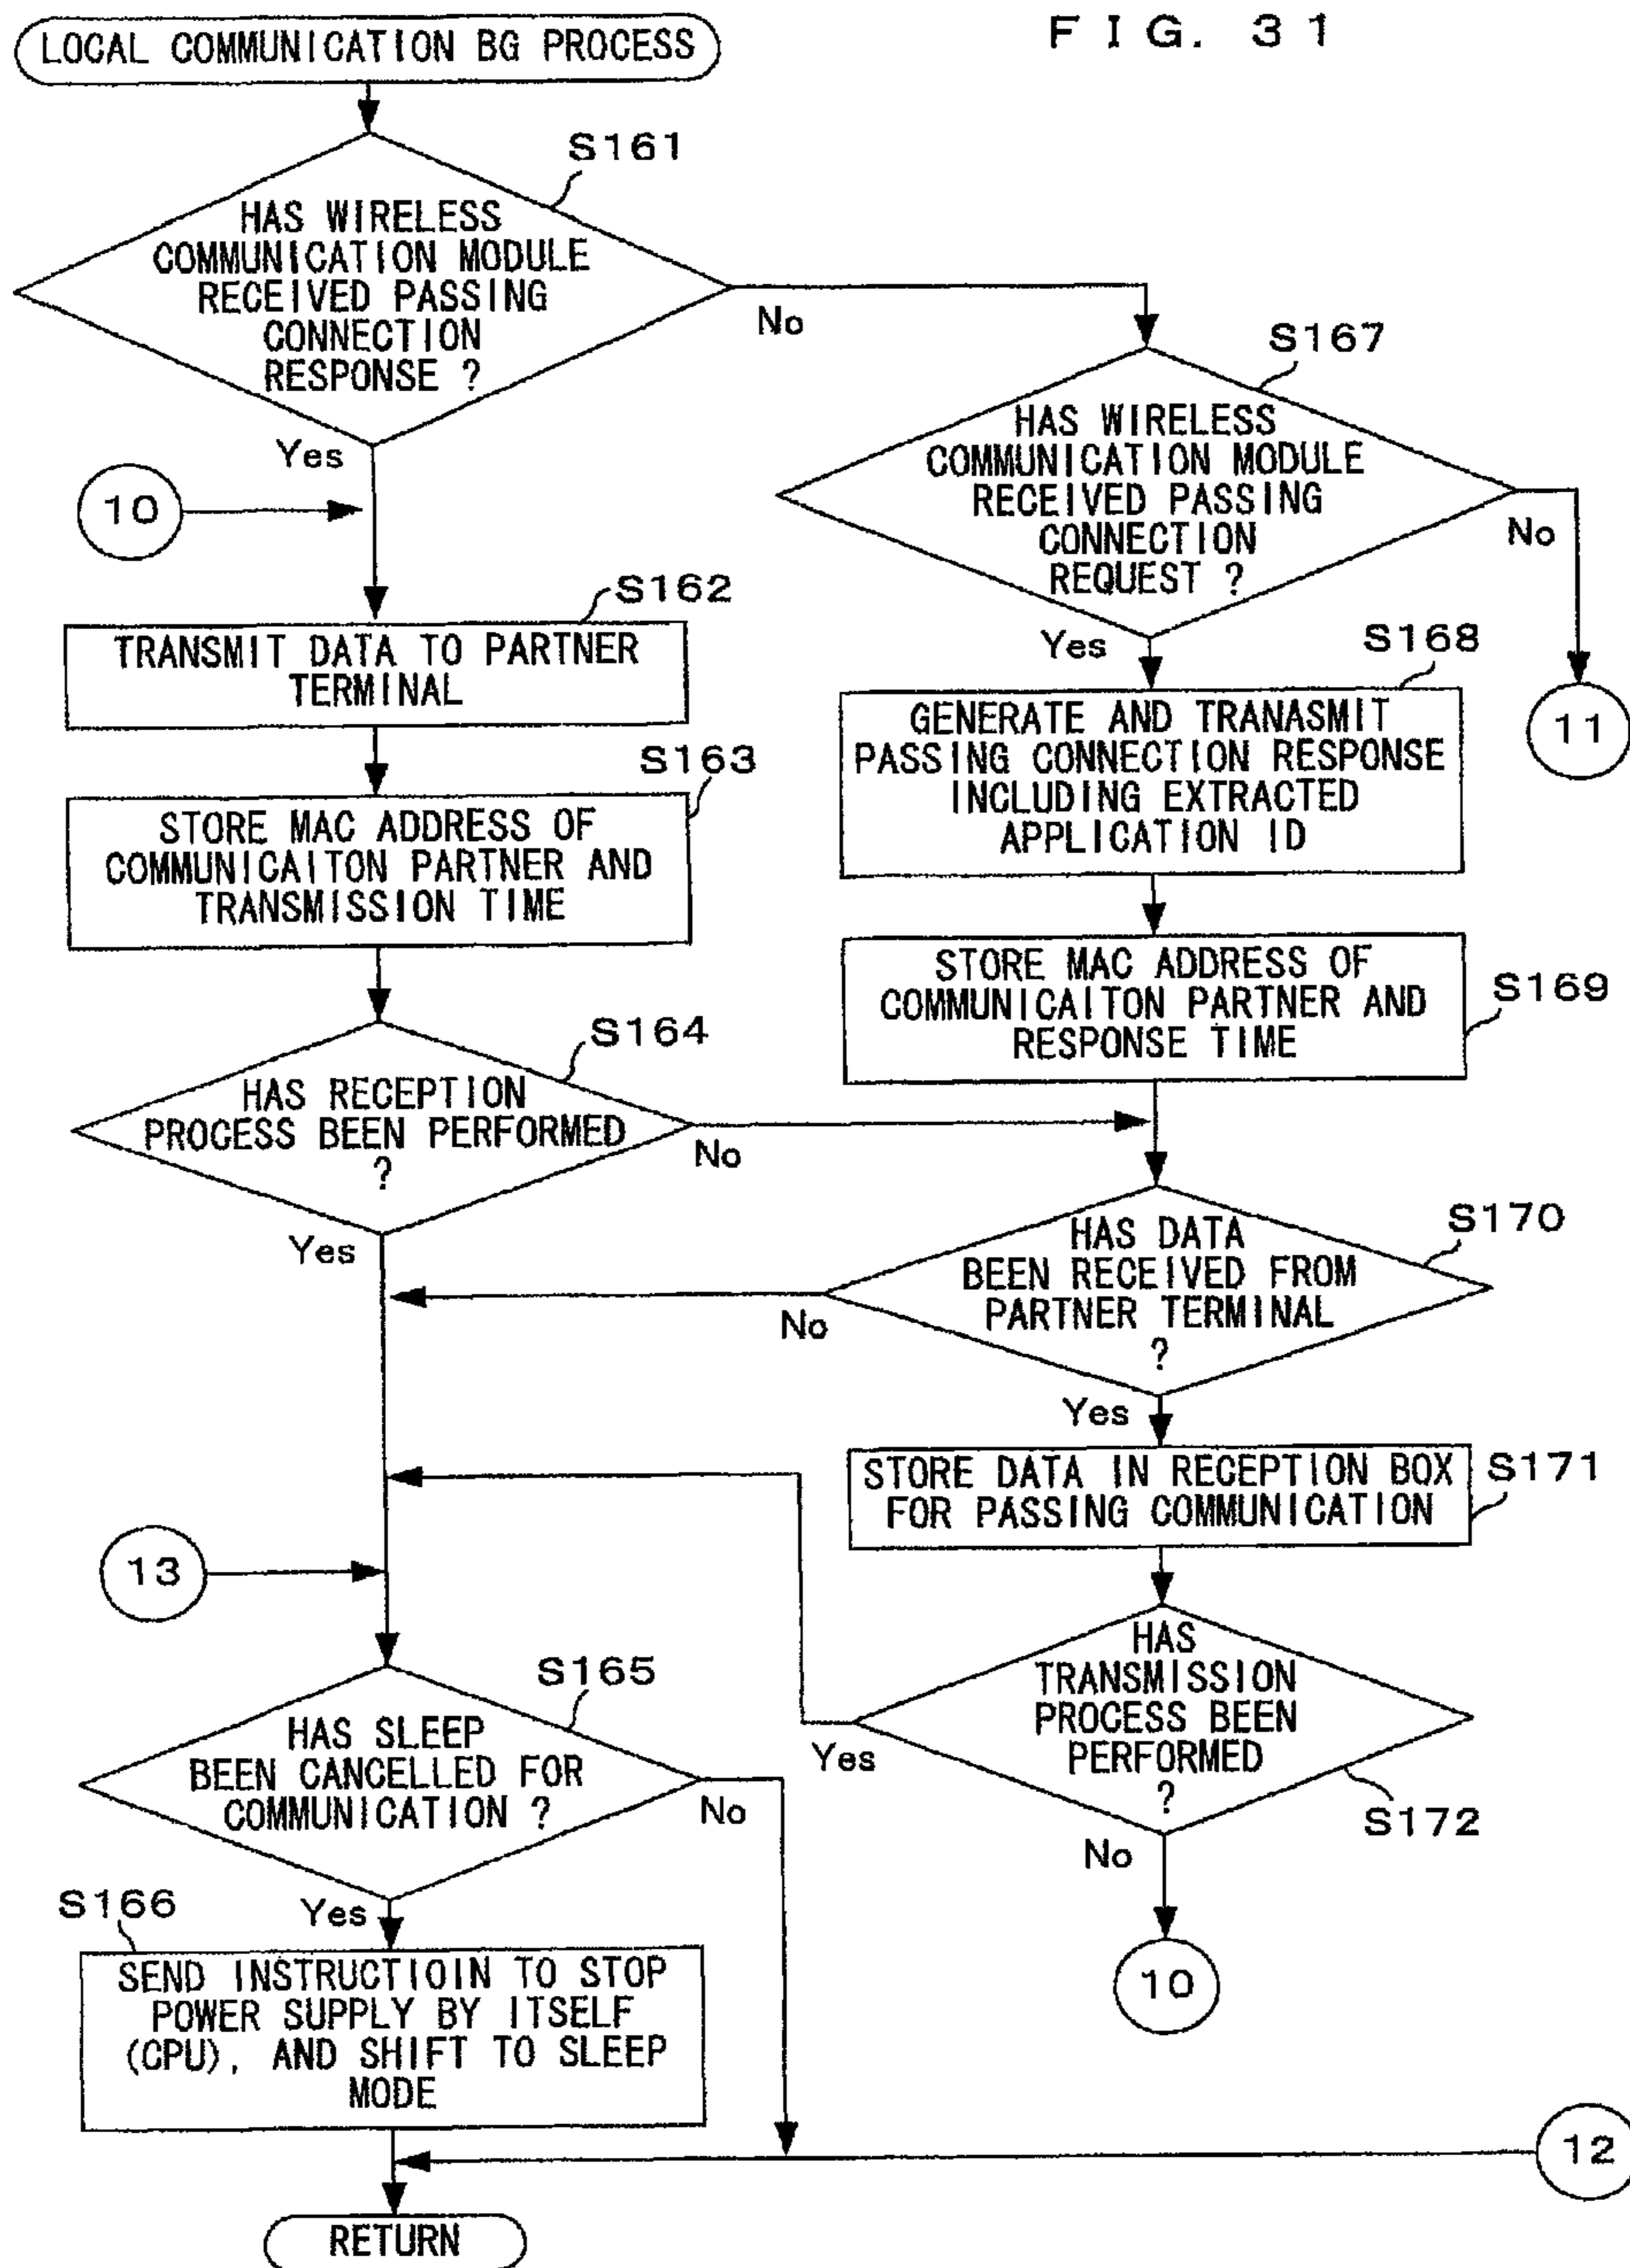 FIG. 31
LOCAL COMMUNICATION BG PROCESS
S161
HAS WIRELESS
COMMUNICATION MODULE
RECEIVED PASSING
CONNECTION
RESPONSE ?
No
Yes
10
S167
HAS WIRELESS
COMMUNICATION MODULE
RECEIVED PASSING
CONNECTION
REQUEST ?
No
Yes
11
S162
TRANSMIT DATA TO PARTNER
TERMINAL
S168
GENERATE AND TRANASMIT
PASSING CONNECTION RESPONSE
INCLUDING EXTRACTED
APPLICATION ID
S163
STORE MAC ADDRESS OF
COMMUNICAITON PARTNER AND
TRANSMISSION TIME
S169
STORE MAC ADDRESS OF
COMMUNICAITON PARTNER AND
RESPONSE TIME
S164
HAS RECEPTION
PROCESS BEEN PERFORMED
?
No
Yes
S170
HAS DATA
BEEN RECEIVED FROM
PARTNER TERMINAL
?
No
Yes
S171
STORE DATA IN RECEPTION BOX
FOR PASSING COMMUNICATION
13
S172
HAS
TRANSMISSION
PROCESS BEEN
PERFORMED
?
Yes
No
10
S165
HAS SLEEP
BEEN CANCELLED FOR
COMMUNICATION ?
No
Yes
S166
SEND INSTRUCTIOIN TO STOP
POWER SUPPLY BY ITSELF
(CPU), AND SHIFT TO SLEEP
MODE
12
RETURN